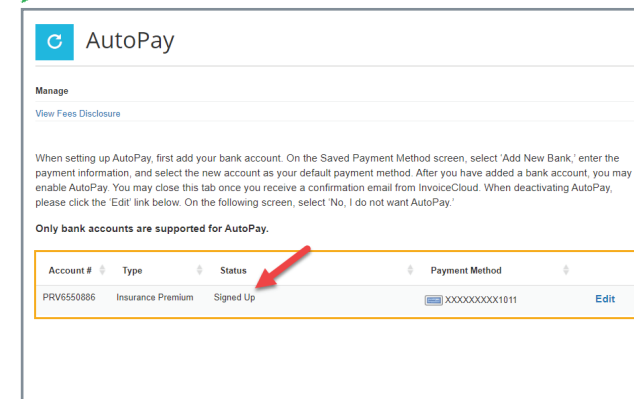 AutoPay
Manage
View Fees Disclosure
When setting up AutoPay, first add your bank account. On the Saved Payment Method screen, select 'Add New Bank,' enter the
payment information, and select the new account as your default payment method. After you have added a bank account, you may
enable AutoPay. You may close this tab once you receive a confirmation email from InvoiceCloud. When deactivating AutoPay,
please click the 'Edit' link below. On the following screen, select 'No, I do not want AutoPay.'
Only bank accounts are supported for AutoPay.
Account # Type Status Payment Method
PRV6550886 Insurance Premium Signed Up XXXXXXXXX1011 Edit